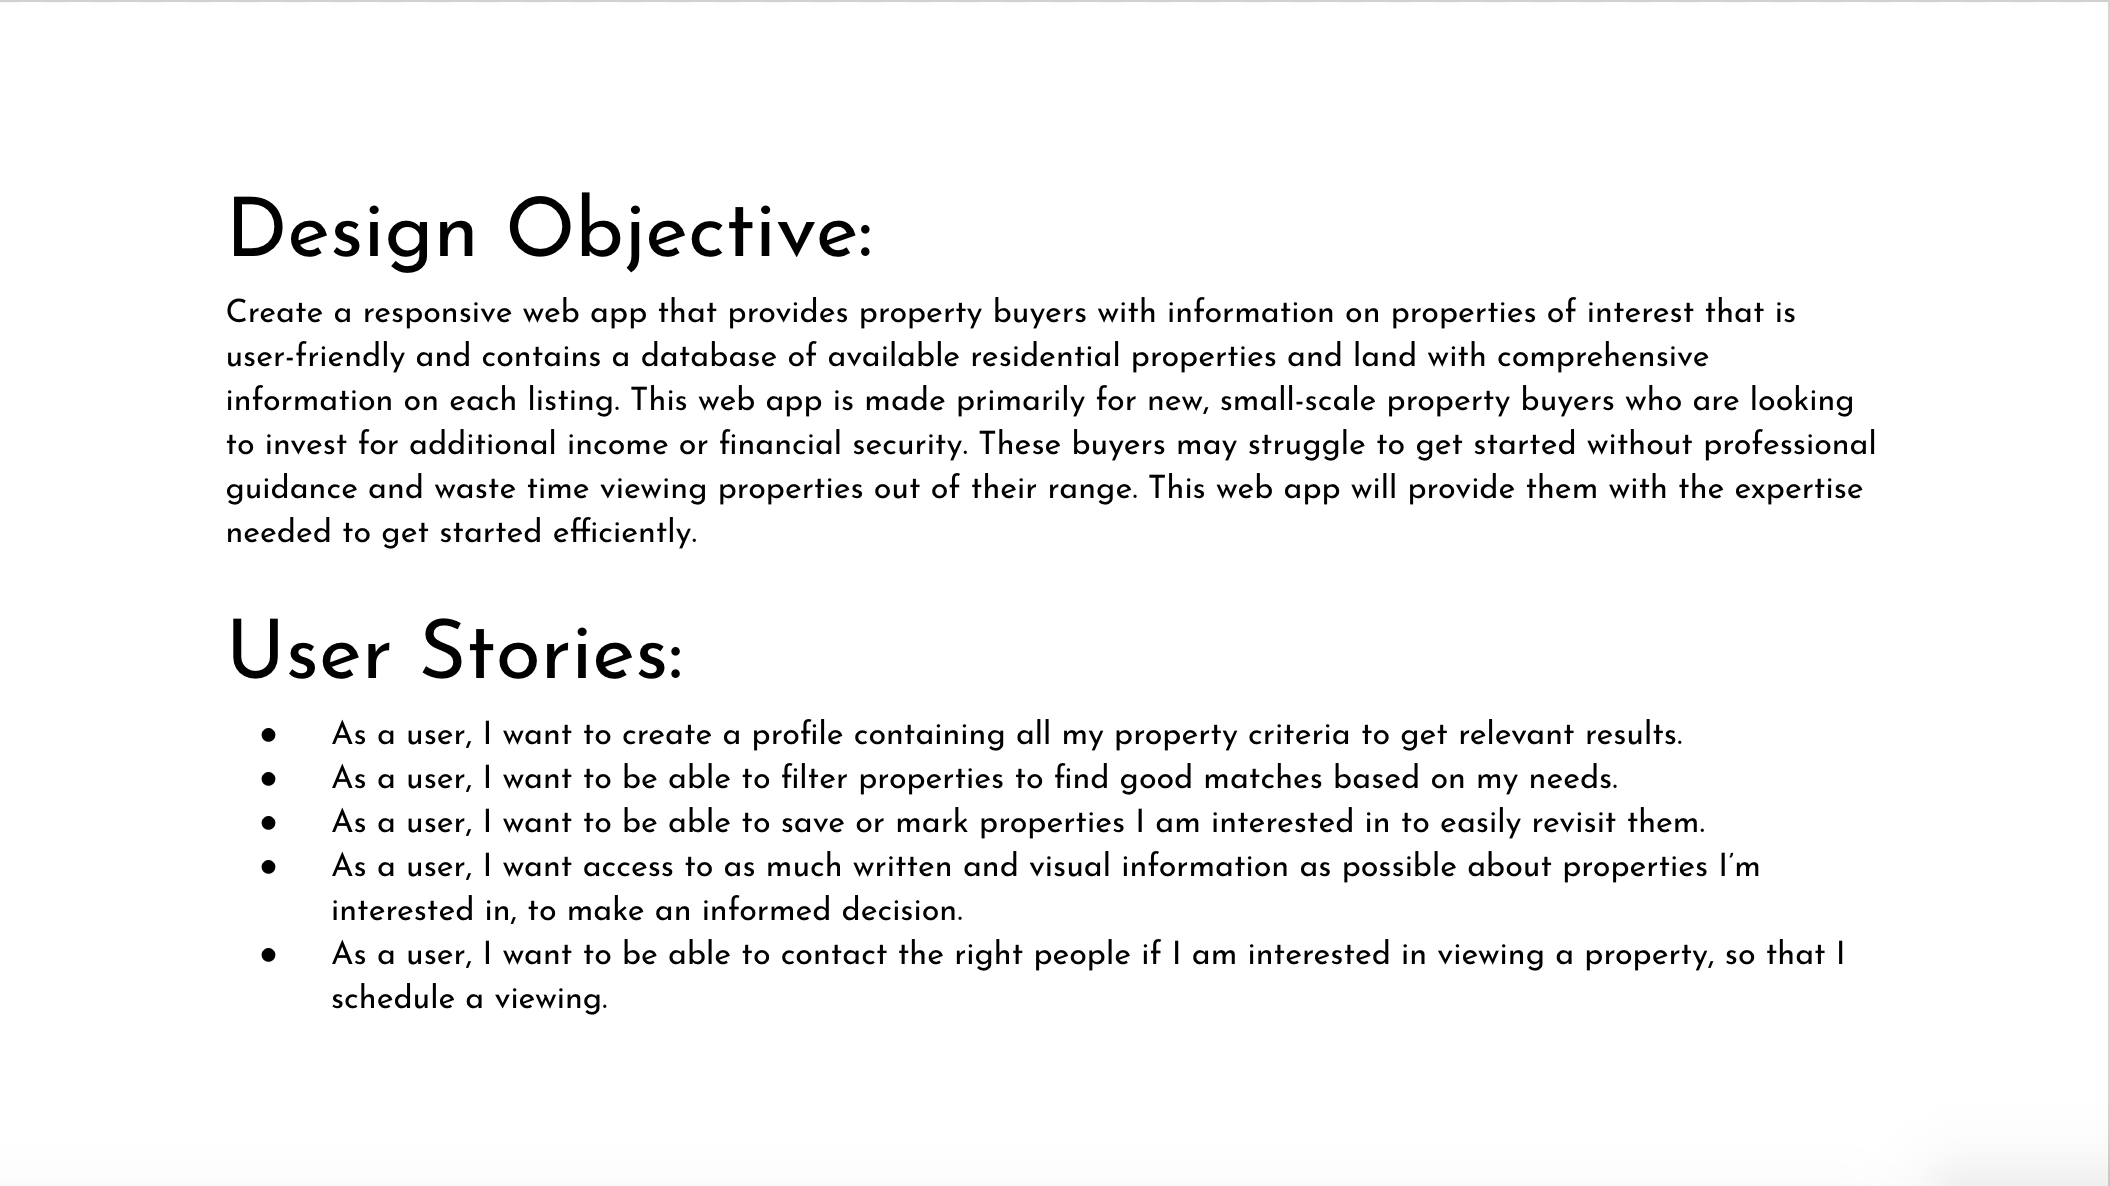 Design Objective:
Create a responsive web app that provides property buyers with information on properties of interest that is
user-friendly and contains a database of available residential properties and land with comprehensive
information on each listing. This web app is made primarily for new, small-scale property buyers who are looking
to invest for additional income or financial security. These buyers may struggle to get started without professional
guidance and waste time viewing properties out of their range. This web app will provide them with the expertise
needed to get started efficiently.
User Stories:
● As a user, I want to create a profile containing all my property criteria to get relevant results.
● As a user, I want to be able to filter properties to find good matches based on my needs.
● As a user, I want to be able to save or mark properties I am interested in to easily revisit them.
● As a user, I want access to as much written and visual information as possible about properties I'm
interested in, to make an informed decision.
● As a user, I want to be able to contact the right people if I am interested in viewing a property, so that I
schedule a viewing.